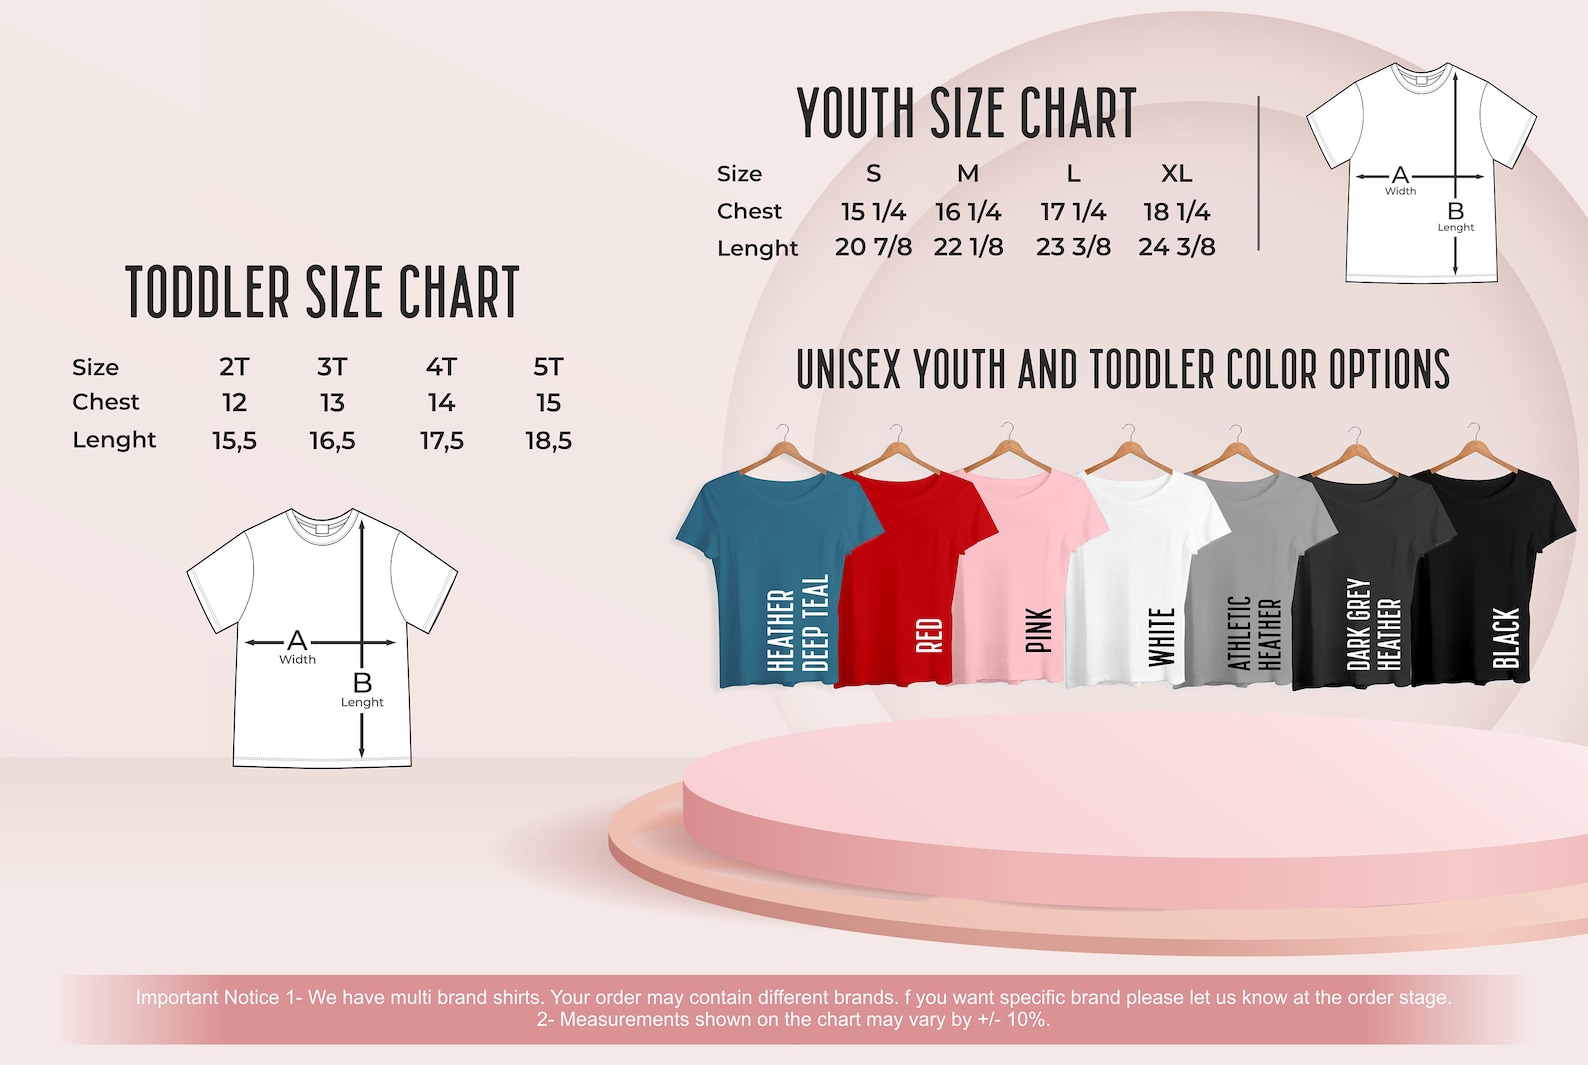 TODDLER SIZE CHART
Size 2T 3T 4T 5T
Chest 12 13 14 15
Lenght 15,5 16,5 17,5 18,5
A
Width
B
Lenght
YOUTH SIZE CHART
Size S M L XL
Chest 15 1/4 16 1/4 17 1/4 18 1/4
Lenght 20 7/8 22 1/8 23 3/8 24 3/8
A
Width
B
Lenght
UNISEX YOUTH AND TODDLER COLOR OPTIONS
HEATHER
DEEP TEAL
RED
PINK
WHITE
ATHLETIC
HEATHER
DARK GREY
HEATHER
BLACK
Important Notice 1- We have multi brand shirts. Your order may contain different brands. f you want specific brand please let us know at the order stage.
2- Measurements shown on the chart may vary by +/- 10%.